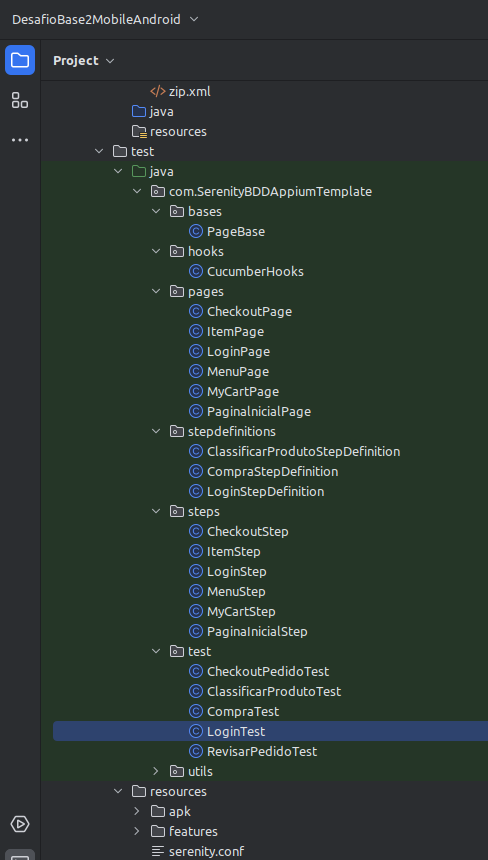 DesafioBase2MobileAndroid
Project
zip.xml
java
resources
test
java
com.SerenityBDDAppiumTemplate
bases
PageBase
hooks
CucumberHooks
pages
CheckoutPage
ItemPage
LoginPage
MenuPage
MyCartPage
PaginaInicialPage
stepdefinitions
ClassificarProdutoStepDefinition
CompraStepDefinition
LoginStepDefinition
steps
CheckoutStep
ItemStep
LoginStep
MenuStep
MyCartStep
PaginaInicialStep
test
CheckoutPedidoTest
ClassificarProdutoTest
CompraTest
LoginTest
RevisarPedidoTest
utils
resources
apk
features
serenity.conf